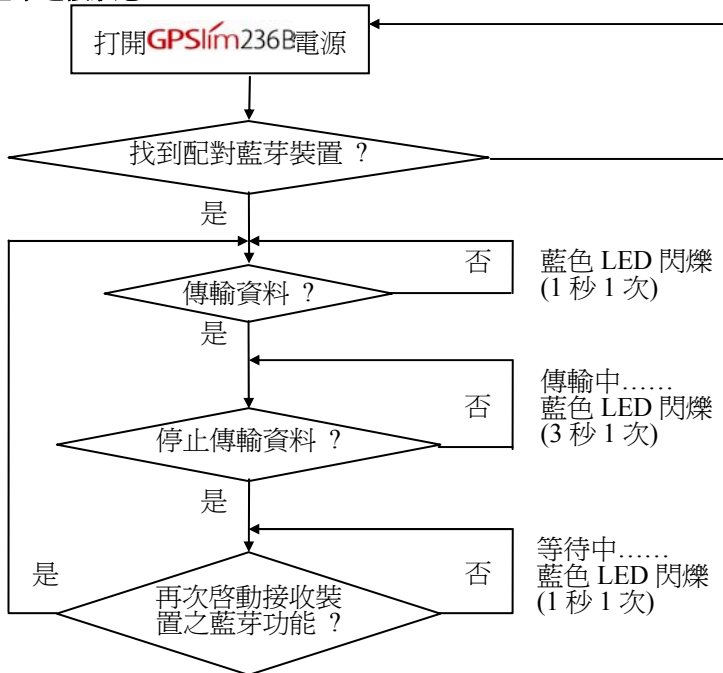 打開GPSlim236B電源
找到配對藍芽裝置 ?
是
否
藍色 LED 閃爍
(1 秒 1 次)
傳輸資料 ?
是
傳輸中……
否
藍色 LED 閃爍
(3 秒 1 次)
停止傳輸資料 ?
是
等待中……
是
否
藍色 LED 閃爍
(1 秒 1 次)
再次啓動接收裝
置之藍芽功能 ?